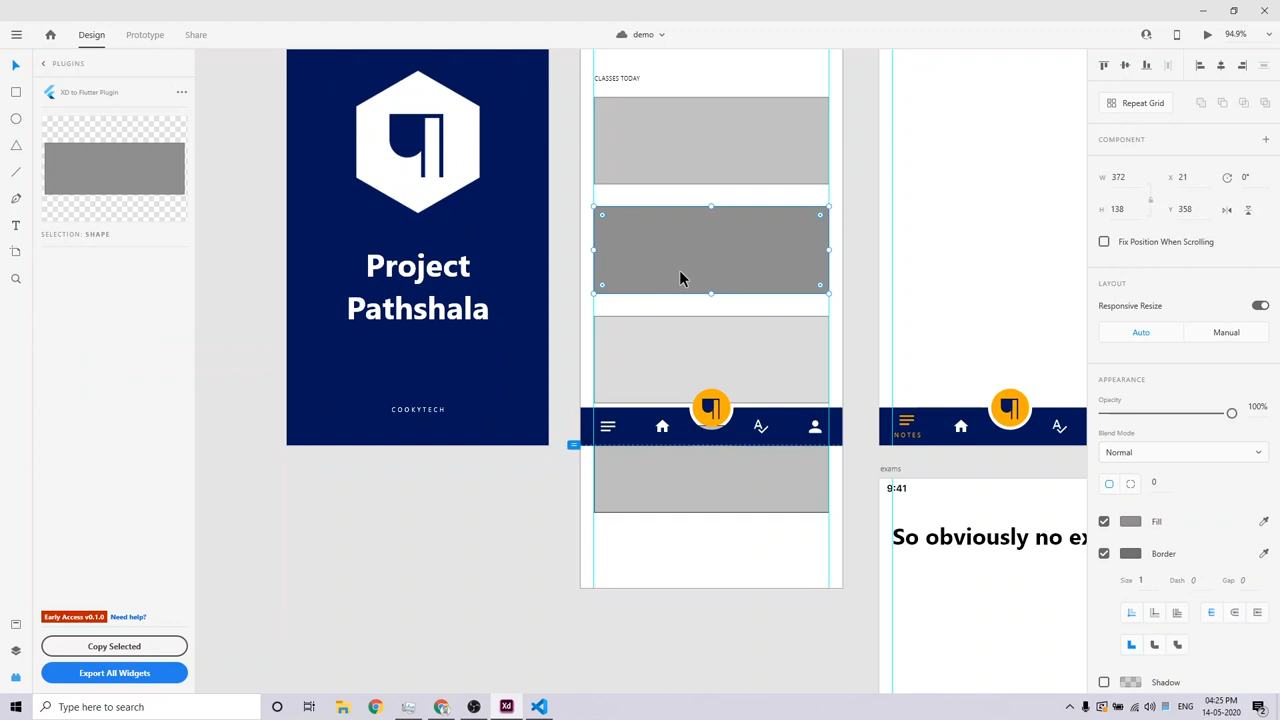 Design
Prototype
Share
demo
94.9%
PLUGINS
XD to Flutter Plugin
SELECTION: SHAPE
Early Access v0.1.0
Need help?
Copy Selected
Export All Widgets
Project
Pathshala
COOKYTECH
CLASSES TODAY
NOTES
exams
9:41
So obviously no ex
Repeat Grid
COMPONENT
W 372
X 21
0°
H 138
Y 358
Fix Position When Scrolling
LAYOUT
Responsive Resize
Auto
Manual
APPEARANCE
Opacity
100%
Blend Mode
Normal
0
Fill
Border
Size 1
Dash 0
Gap 0
Shadow
Type here to search
Xd
ENG
04:25 PM
14-05-2020
2